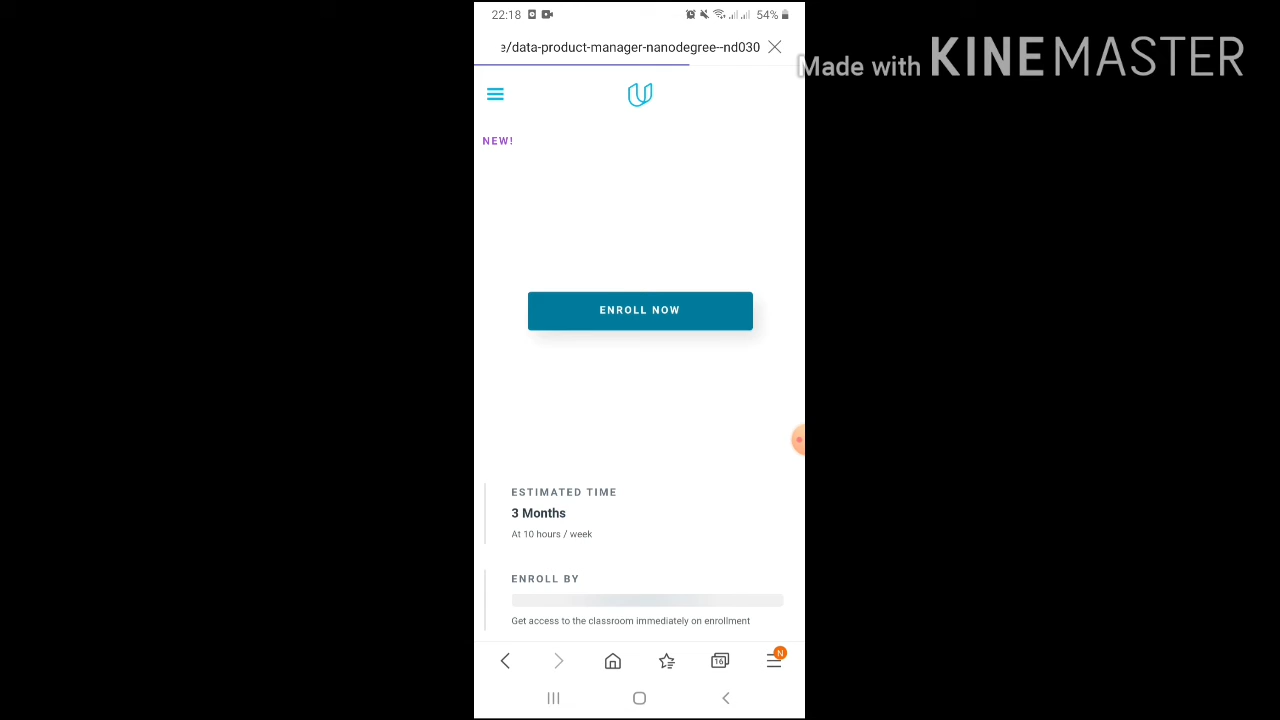 22:18
54%
e/data-product-manager-nanodegree--nd030
Made with KINEMASTER
NEW!
ENROLL NOW
ESTIMATED TIME
3 Months
At 10 hours / week
ENROLL BY
Get access to the classroom immediately on enrollment
16
N